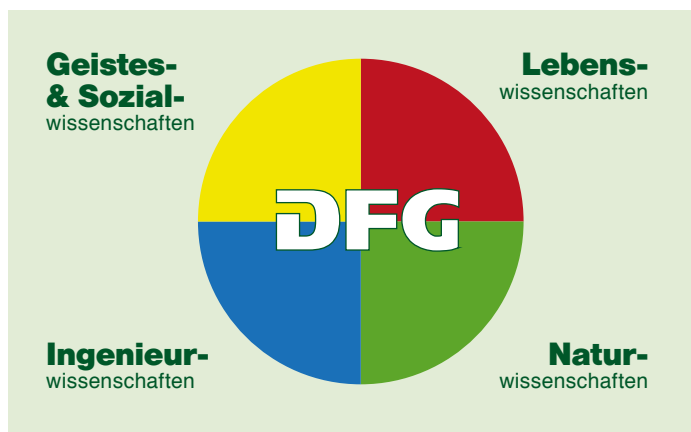 Geistes-
& Sozial-
wissenschaften
Lebens-
wissenschaften
DFG
Ingenieur-
wissenschaften
Natur-
wissenschaften